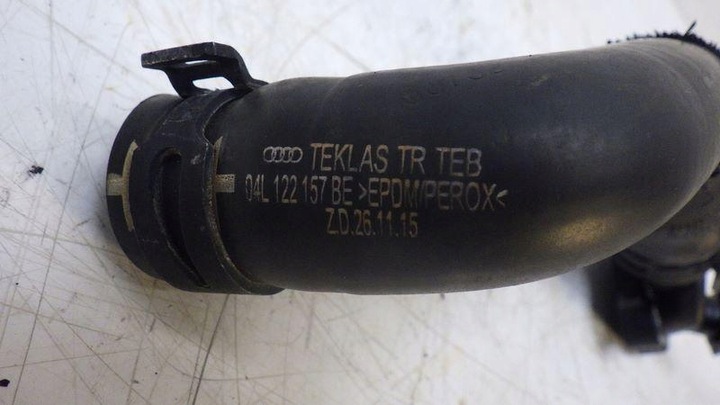 TEKLAS TR TEB
04L 122 157 BE >EPDM/PEROX<
ZD.26.11.15